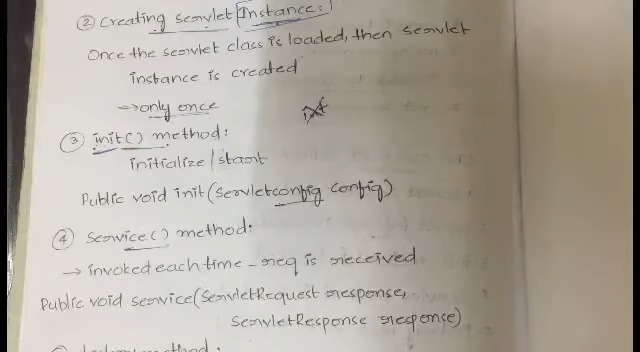 ② Creating servlet Instance:
Once the servlet class is loaded, then servlet
instance is created
→ only once
③ init() method:
initialize/start
Public void init(Servletconfig config)
④ Service() method:
→ invoked each time - req is received
Public void service(ServletRequest response,
ServletResponse response)
method: